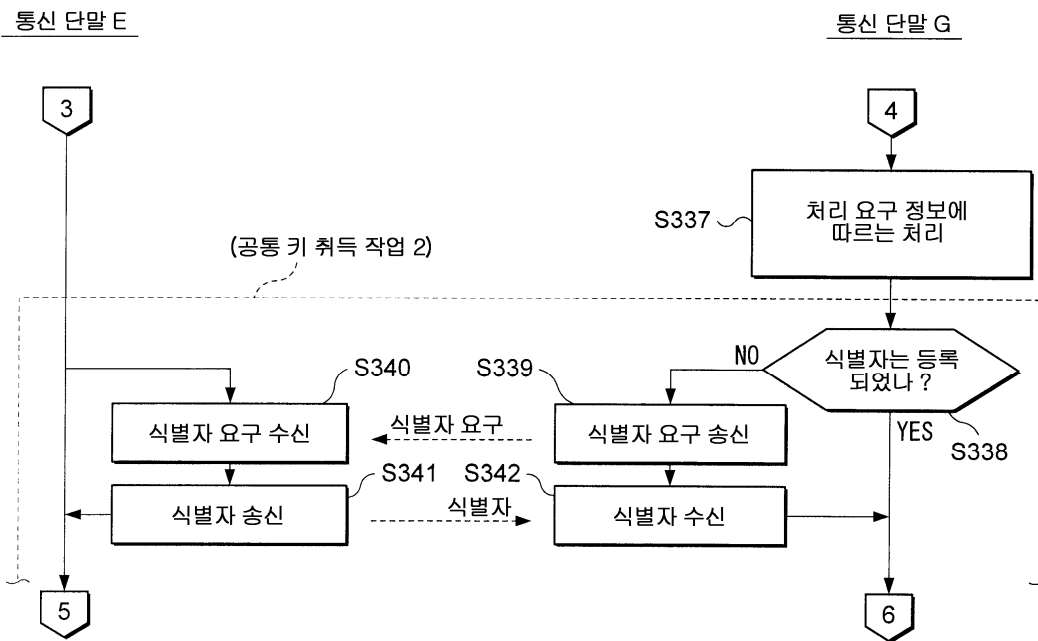 통신 단말 E
통신 단말 G
3
4
S337
처리 요구 정보에
따르는 처리
(공통 키 취득 작업 2)
식별자는 등록
되었나 ?
NO
YES
S338
S340
S339
식별자 요구 수신
식별자 요구
식별자 요구 송신
S341
S342
식별자 송신
식별자
식별자 수신
5
6